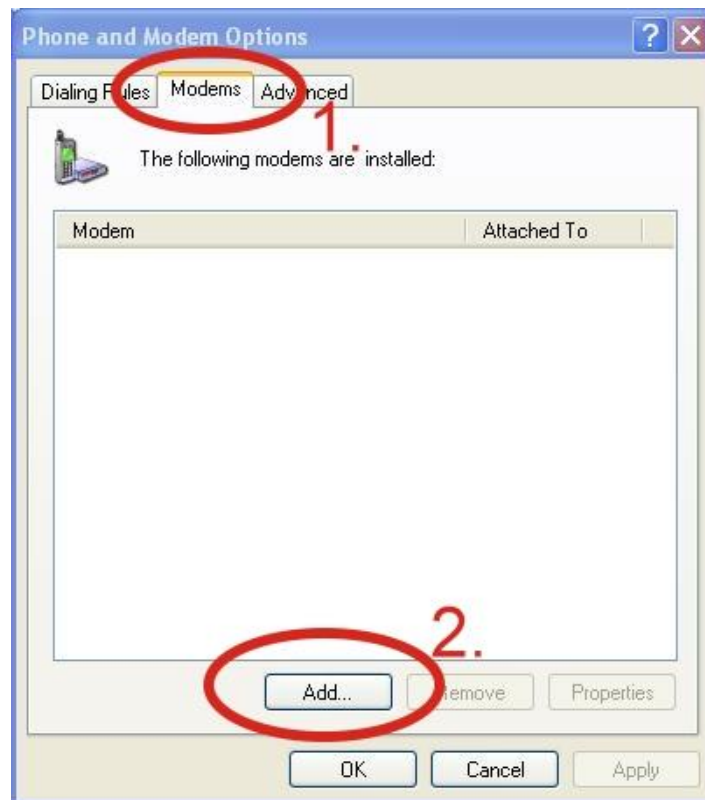 Phone and Modem Options
Dialing Rules Modems Advanced
1.
The following modems are installed:
Modem Attached To
2.
Add... Remove Properties
OK Cancel Apply